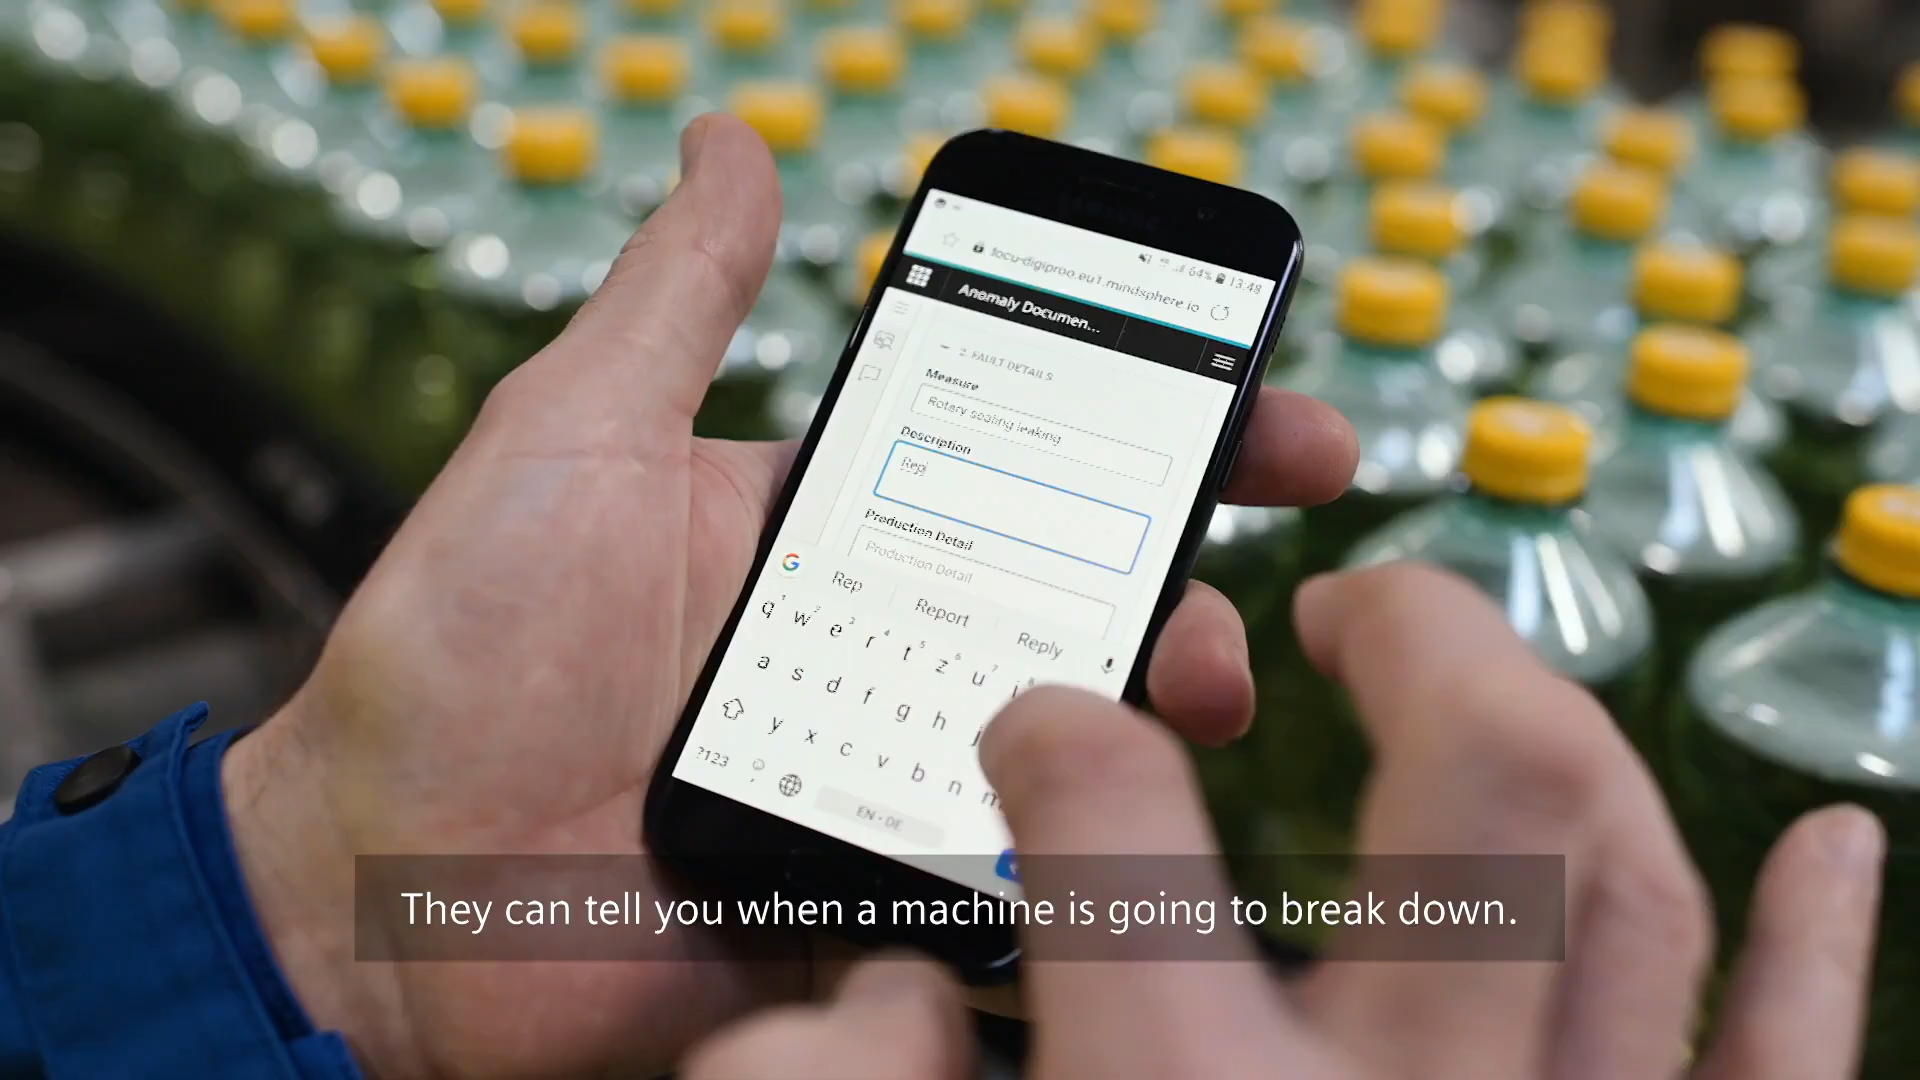 64% 13:48
focu-digiproo.eu1.mindsphere.io
Anomaly Documen...
2. FAULT DETAILS
Measure
Rotary sealing leaking
Description
Rep
Production Detail
Production Detail
Rep Report Reply
q w e r t z u i
a s d f g h j
y x c v b n m
?123
EN • DE
They can tell you when a machine is going to break down.